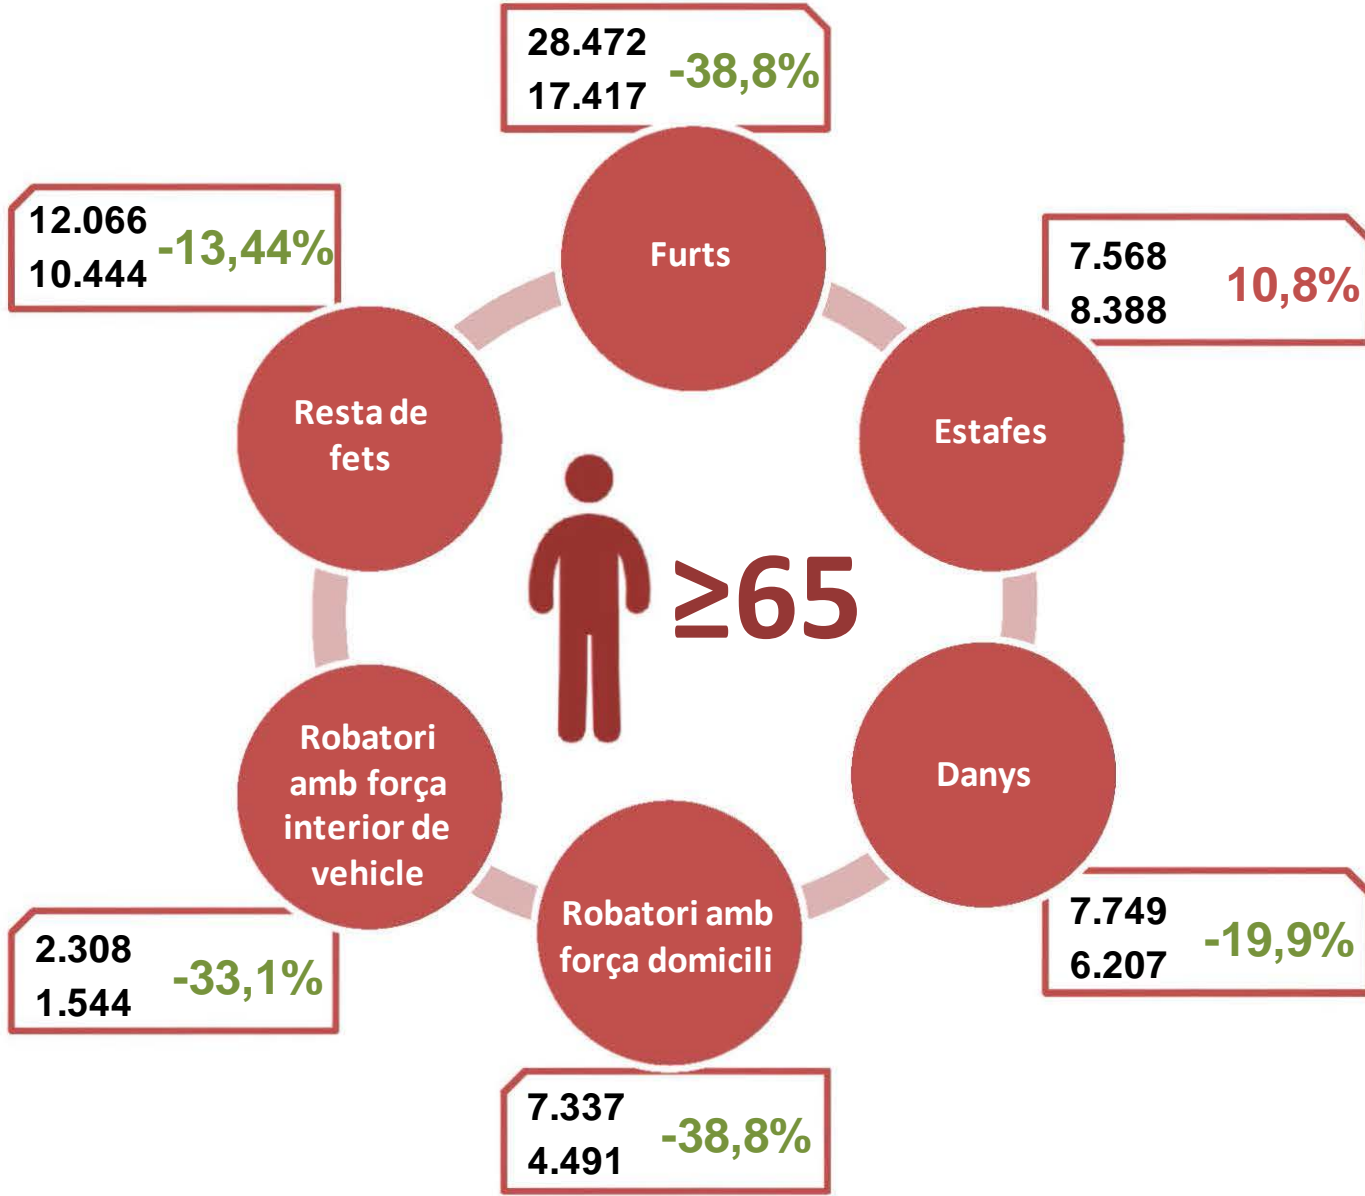 28.472
17.417
-38,8%
Furts
12.066
10.444
-13,44%
Resta de
fets
7.568
8.388
10,8%
Estafes
≥65
Robatori
amb força
interior de
vehicle
2.308
1.544
-33,1%
Danys
7.749
6.207
-19,9%
Robatori amb
força domicili
7.337
4.491
-38,8%